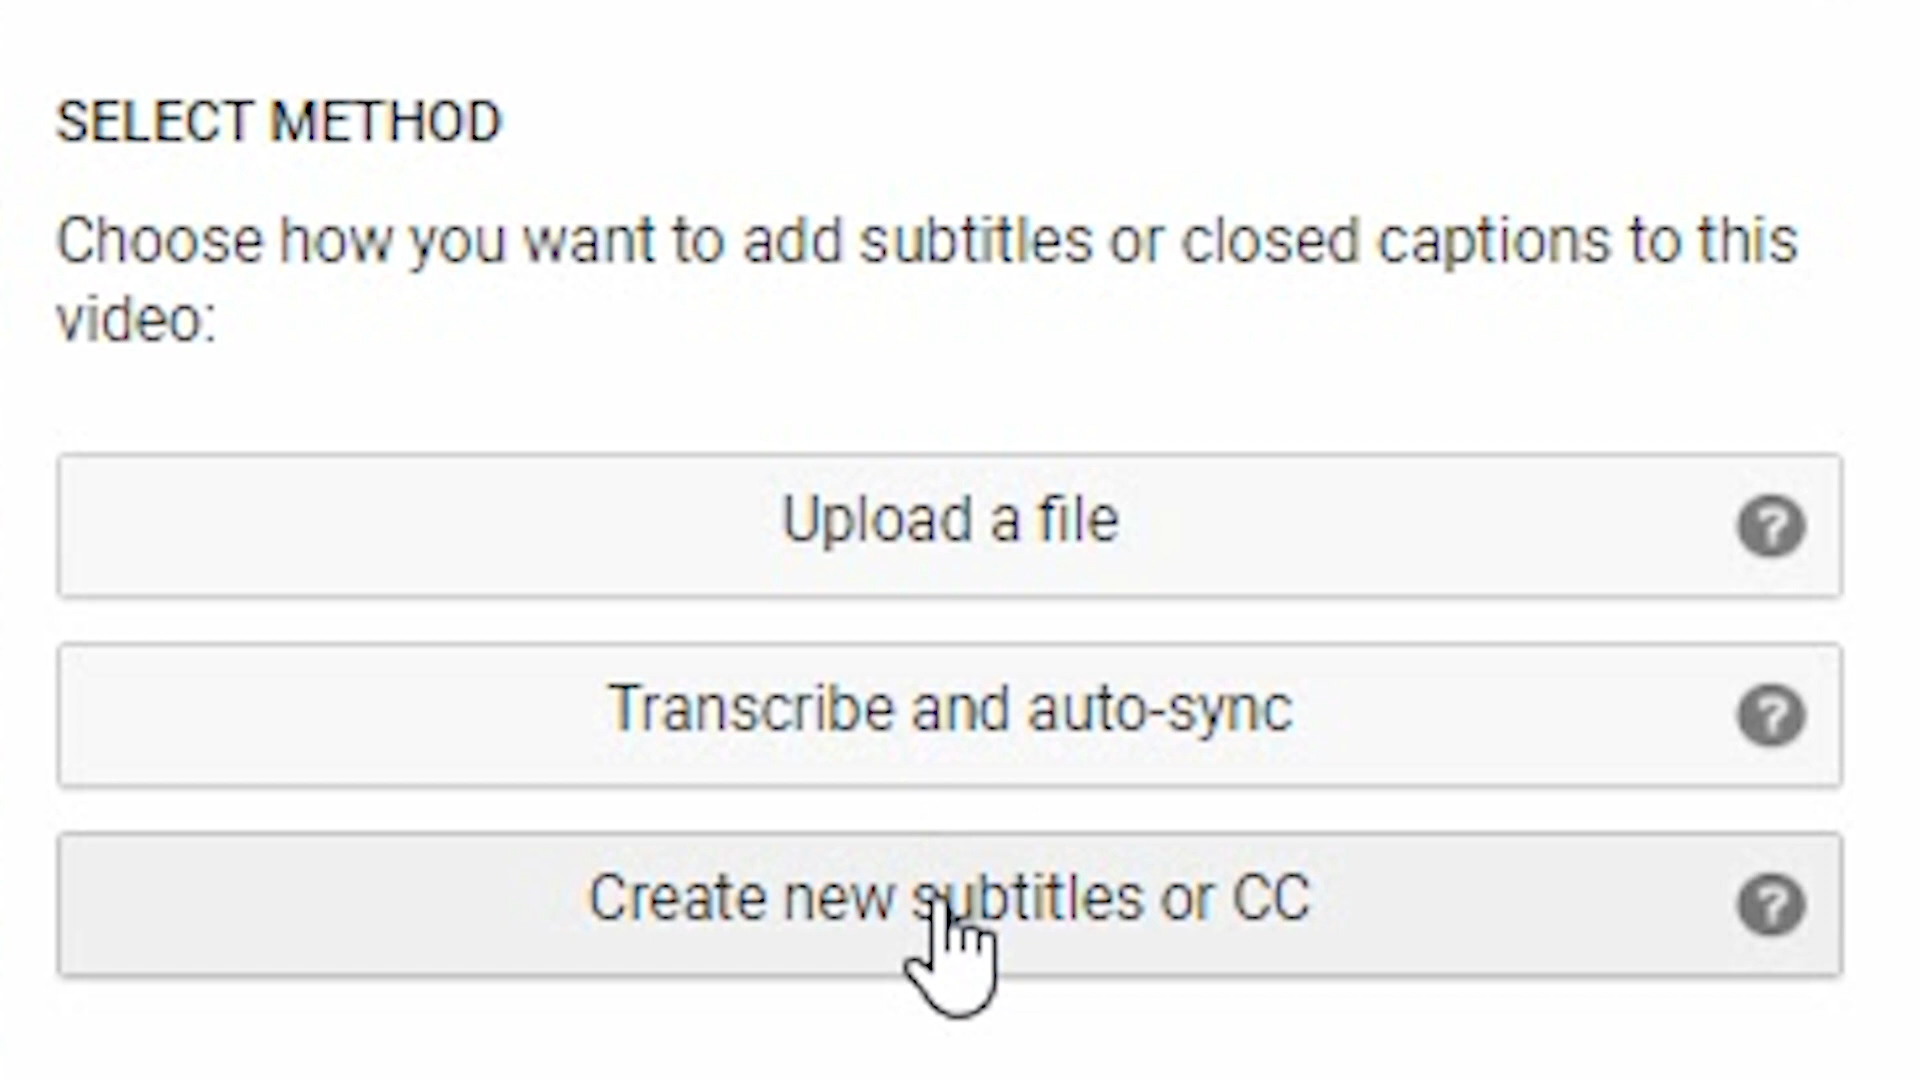 SELECT METHOD
Choose how you want to add subtitles or closed captions to this
video:
Upload a file
?
Transcribe and auto-sync
?
Create new subtitles or CC
?